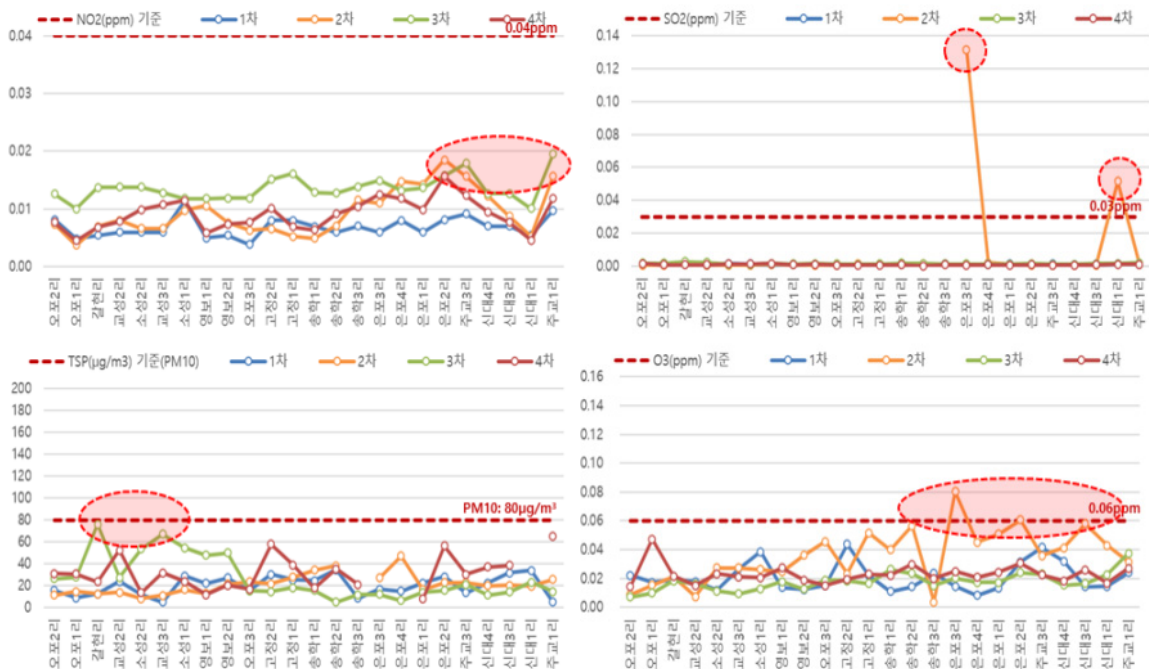 NO2(ppm) 기준 1차 2차 3차 4차
0.04ppm
0.04
0.03
0.02
0.01
0.00
오포2리 오포1리 갈현리 교성2리 소성2리 교성3리 소성1리 영보1리 영보2리 오포3리 고정2리 고정1리 송학1리 송학2리 송학3리 은포3리 은포4리 은포1리 은포2리 주교3리 신대4리 신대3리 신대1리 주교1리
SO2(ppm) 기준 1차 2차 3차 4차
0.14
0.12
0.10
0.08
0.06
0.04
0.03ppm
0.02
0.00
오포2리 오포1리 갈현리 교성2리 소성2리 교성3리 소성1리 영보1리 영보2리 오포3리 고정2리 고정1리 송학1리 송학2리 송학3리 은포3리 은포4리 은포1리 은포2리 주교3리 신대4리 신대3리 신대1리 주교1리
TSP(μg/m3) 기준(PM10) 1차 2차 3차 4차
200
180
160
140
120
100
PM10: 80μg/m³
80
60
40
20
0
오포2리 오포1리 갈현리 교성2리 소성2리 교성3리 소성1리 영보1리 영보2리 오포3리 고정2리 고정1리 송학1리 송학2리 송학3리 은포3리 은포4리 은포1리 은포2리 주교3리 신대4리 신대3리 신대1리 주교1리
O3(ppm) 기준 1차 2차 3차 4차
0.16
0.14
0.12
0.10
0.08
0.06ppm
0.06
0.04
0.02
0.00
오포2리 오포1리 갈현리 교성2리 소성2리 교성3리 소성1리 영보1리 영보2리 오포3리 고정2리 고정1리 송학1리 송학2리 송학3리 은포3리 은포4리 은포1리 은포2리 주교3리 신대4리 신대3리 신대1리 주교1리